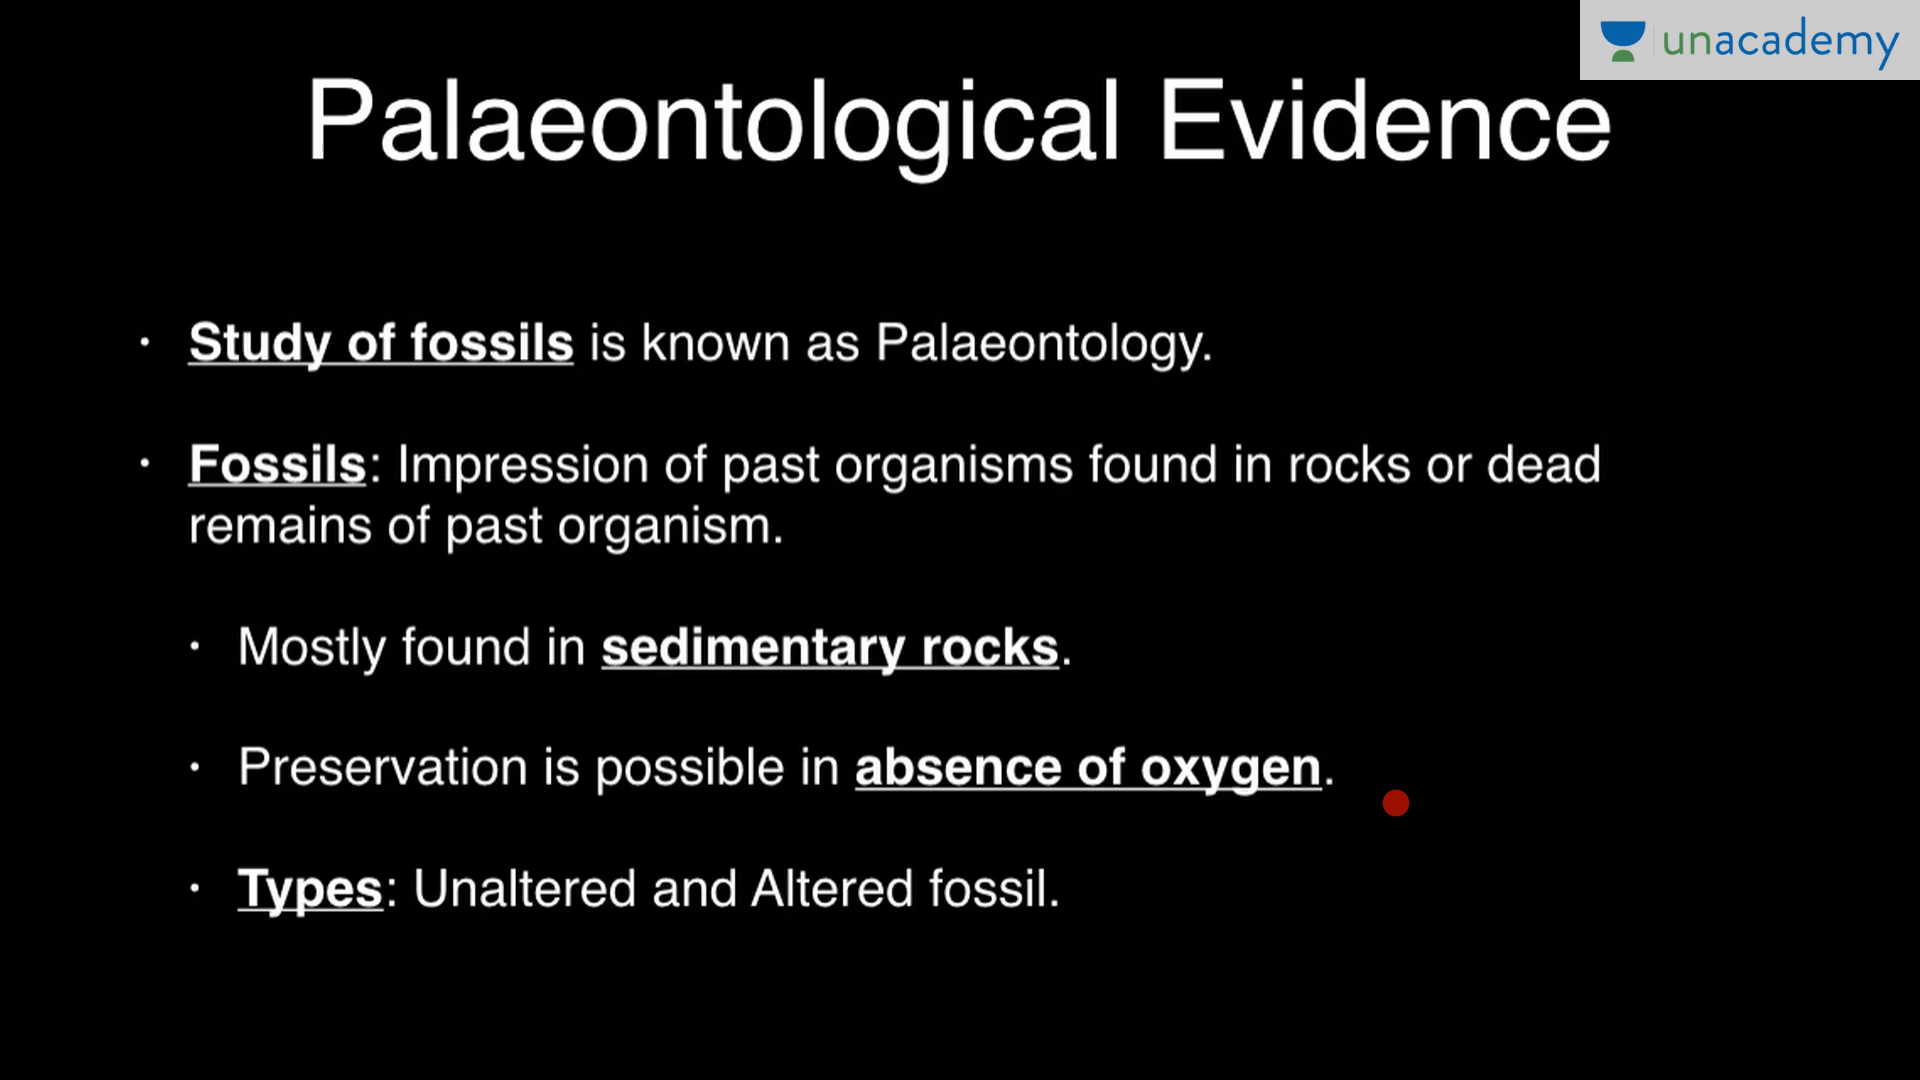 unacademy
Palaeontological Evidence
• Study of fossils is known as Palaeontology.
• Fossils: Impression of past organisms found in rocks or dead
remains of past organism.
• Mostly found in sedimentary rocks.
• Preservation is possible in absence of oxygen.
• Types: Unaltered and Altered fossil.